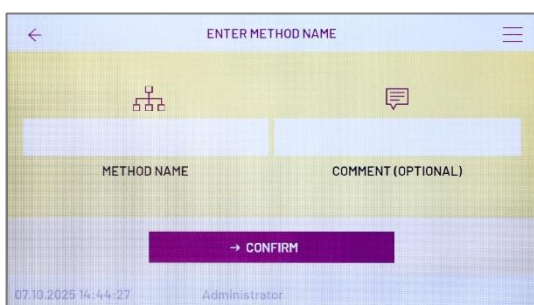 ENTER METHOD NAME
METHOD NAME
COMMENT (OPTIONAL)
→ CONFIRM
07.10.2025 14:44:27
Administrator